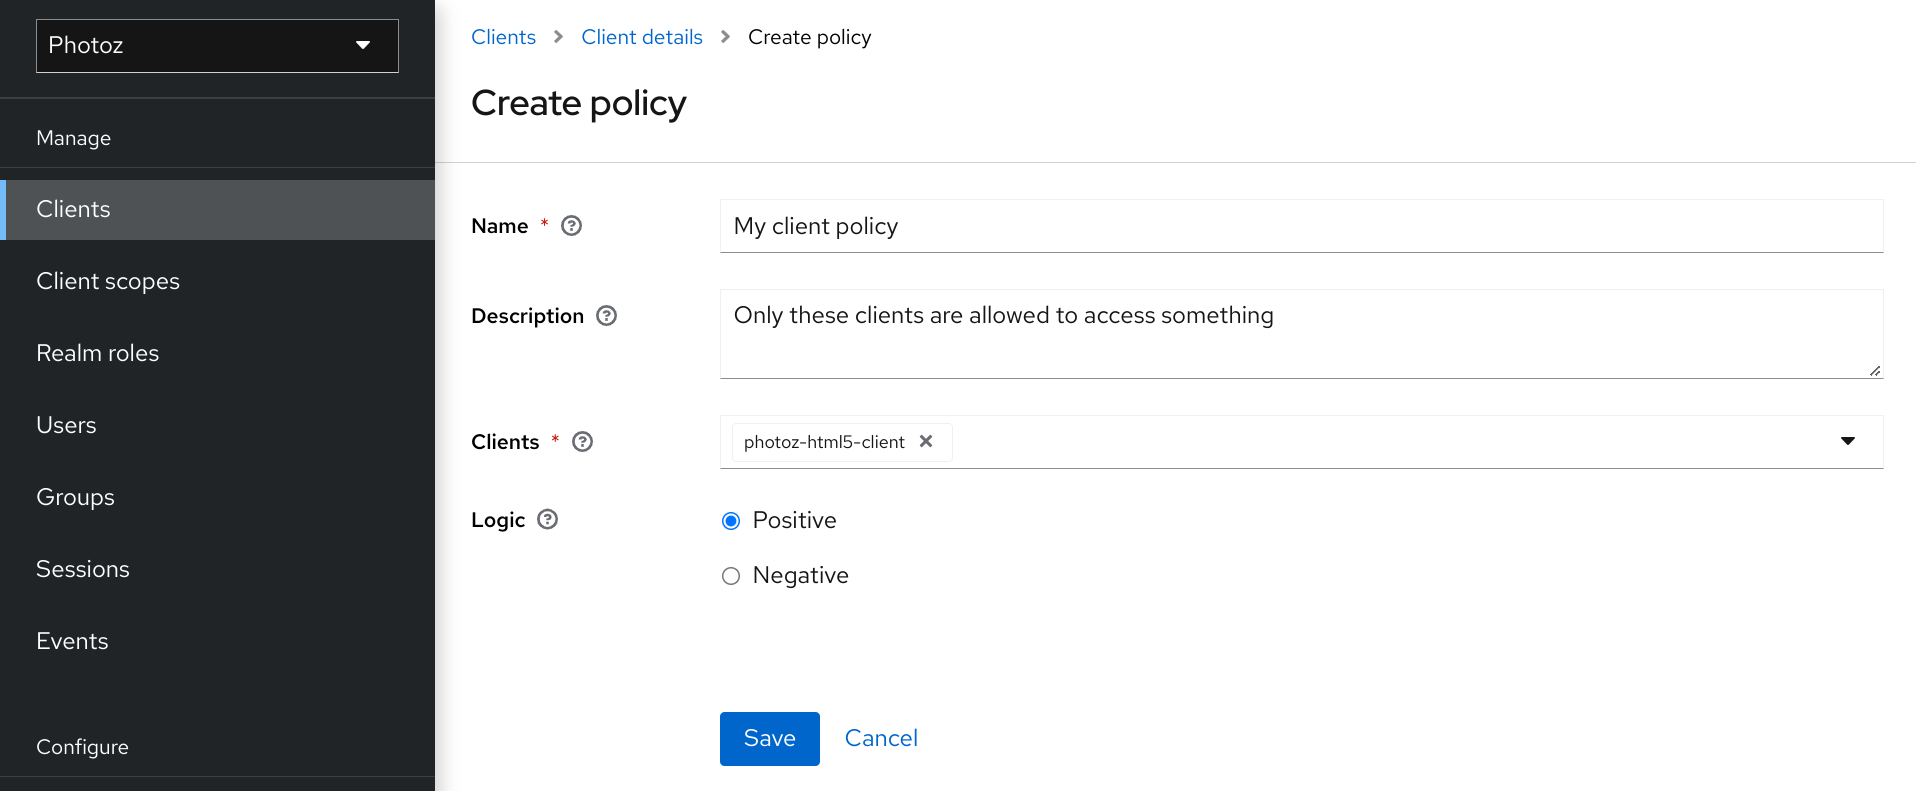 Photoz
Manage
Clients
Client scopes
Realm roles
Users
Groups
Sessions
Events
Configure
Clients > Client details > Create policy
Create policy
Name * ?
My client policy
Description ?
Only these clients are allowed to access something
Clients * ?
photoz-html5-client ×
Logic ?
Positive
Negative
Save Cancel